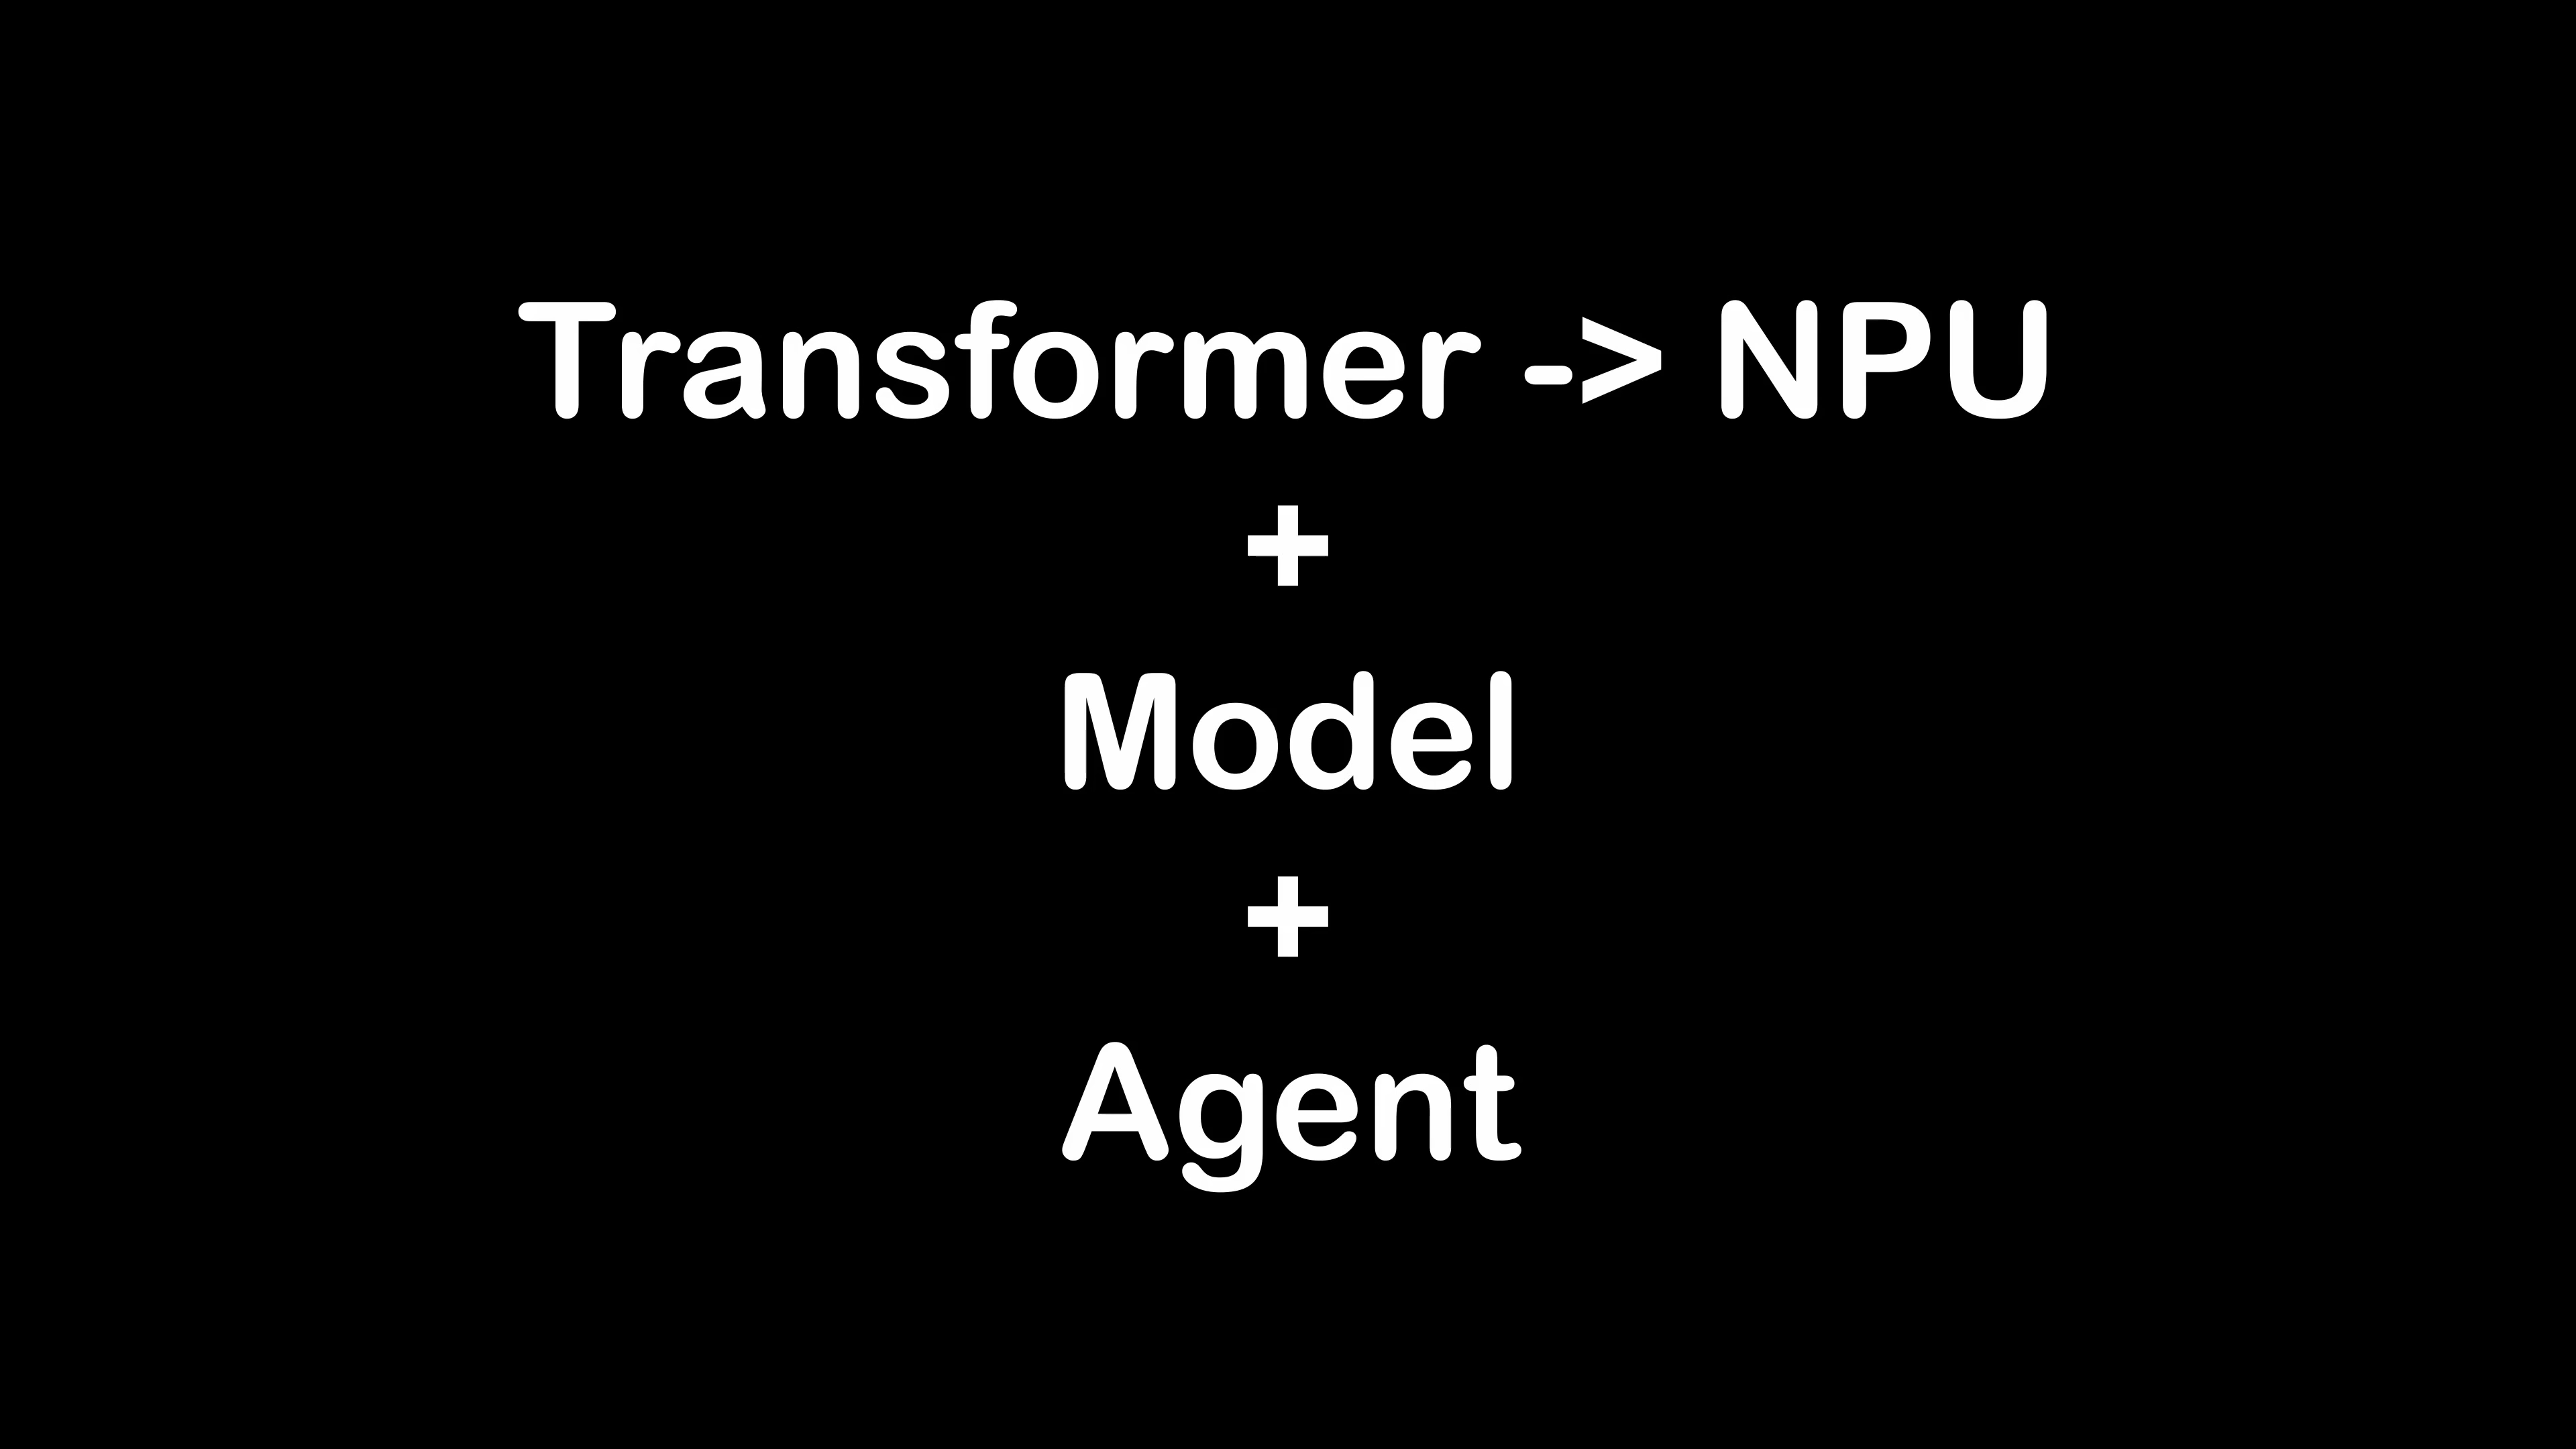 Transformer -> NPU
+
Model
+
Agent